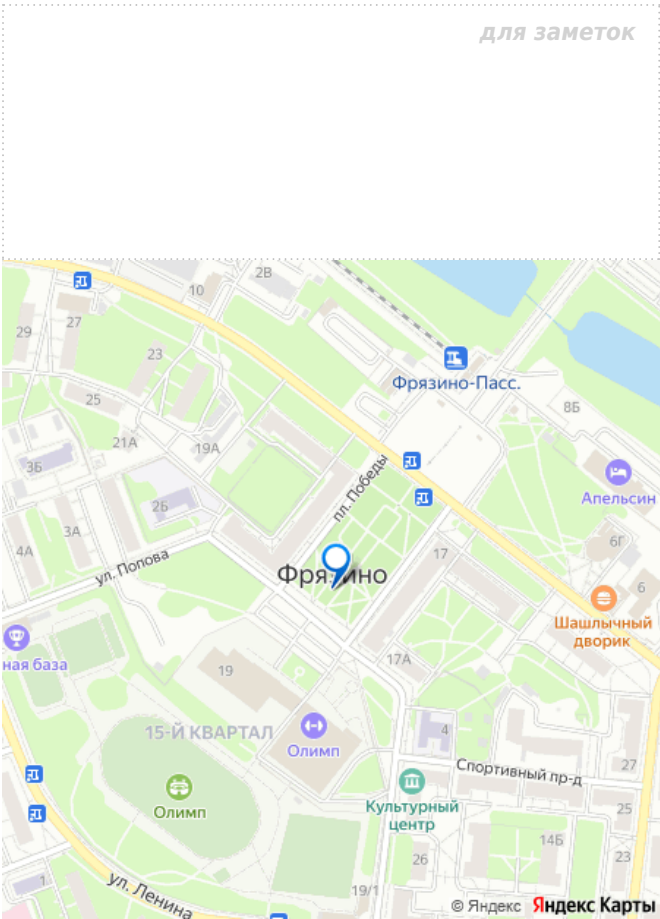 для заметок
2В
10
29
27
23
Фрязино-Пасс.
25
8Б
21А
19А
3Б
пл. Победы
Апельсин
2Б
3А
4А
17
6Г
ул. Попова
Фрязино
6
Шашлычный
дворик
ная база
17А
19
15-Й КВАРТАЛ
4
Олимп
Спортивный пр-д
27
Олимп
Культурный
центр
25
14Б
26
23
1
19/1
ул. Ленина
© Яндекс Яндекс Карты